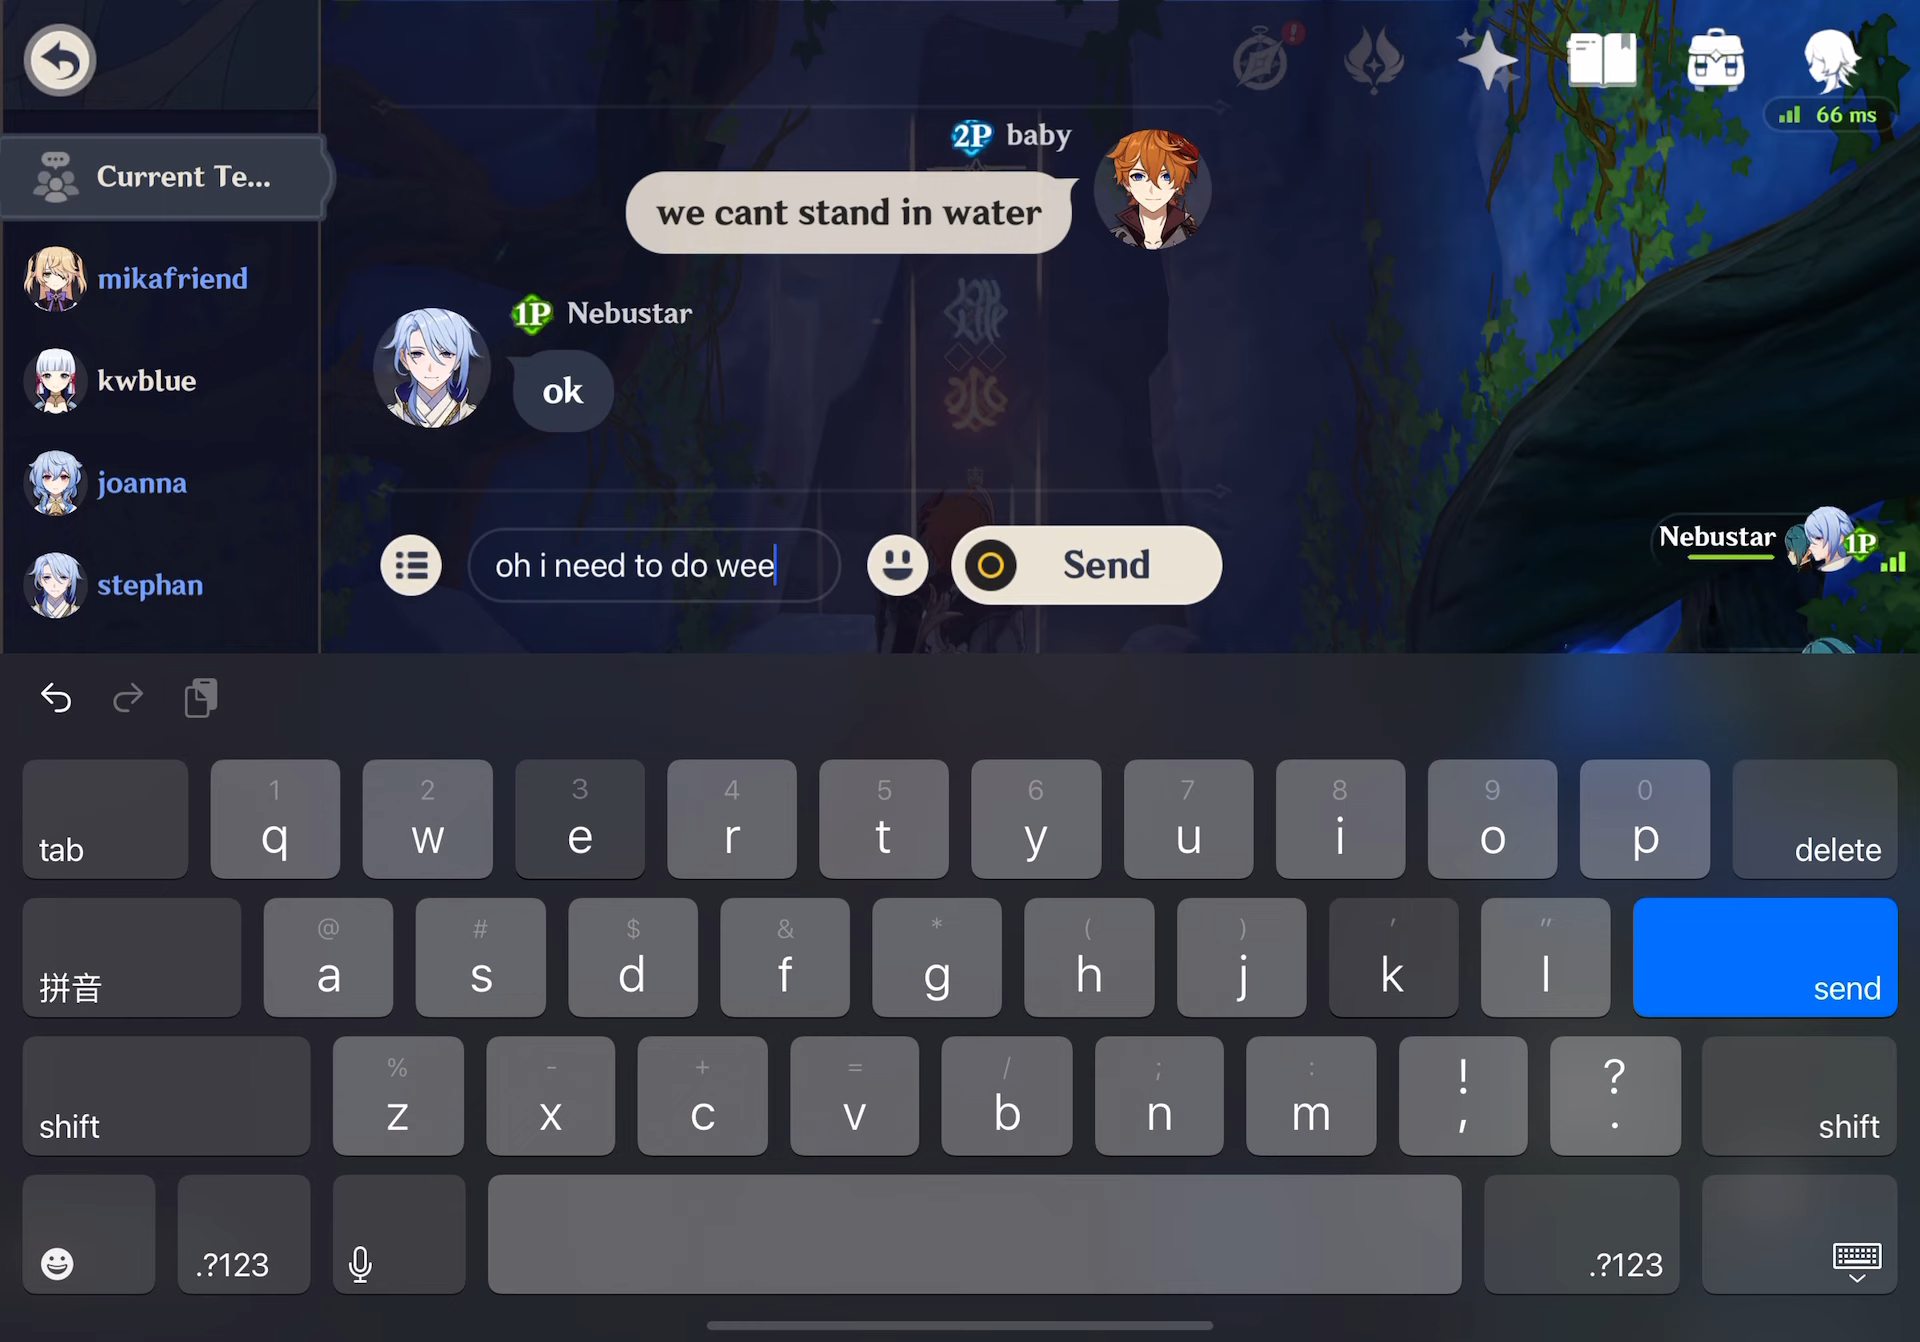 66 ms
Current Te...
mikafriend
kwblue
joanna
stephan
2P baby
we cant stand in water
1P Nebustar
ok
oh i need to do wee
Send
Nebustar 1P
1 2 3 4 5 6 7 8 9 0
tab q w e r t y u i o p delete
@ # $ & * ( ) ' "
拼音 a s d f g h j k l send
% - + = / ; : ! ?
shift z x c v b n m , . shift
.?123 .?123